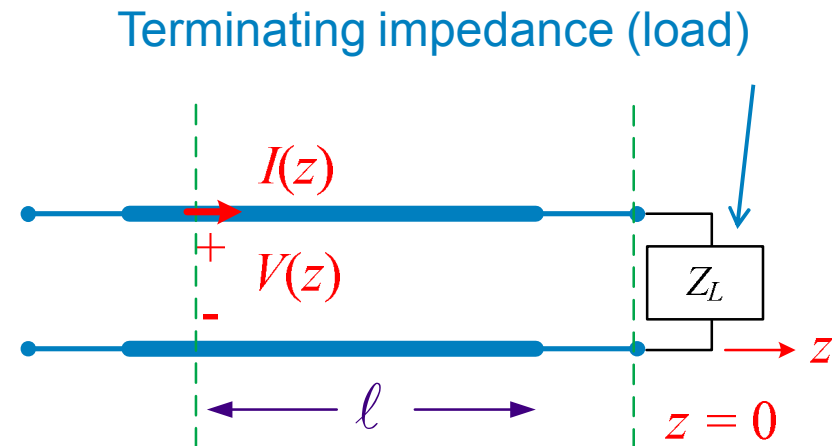 Terminating impedance (load)
I(z)
+
V(z)
-
Z_L
z
ℓ
z = 0